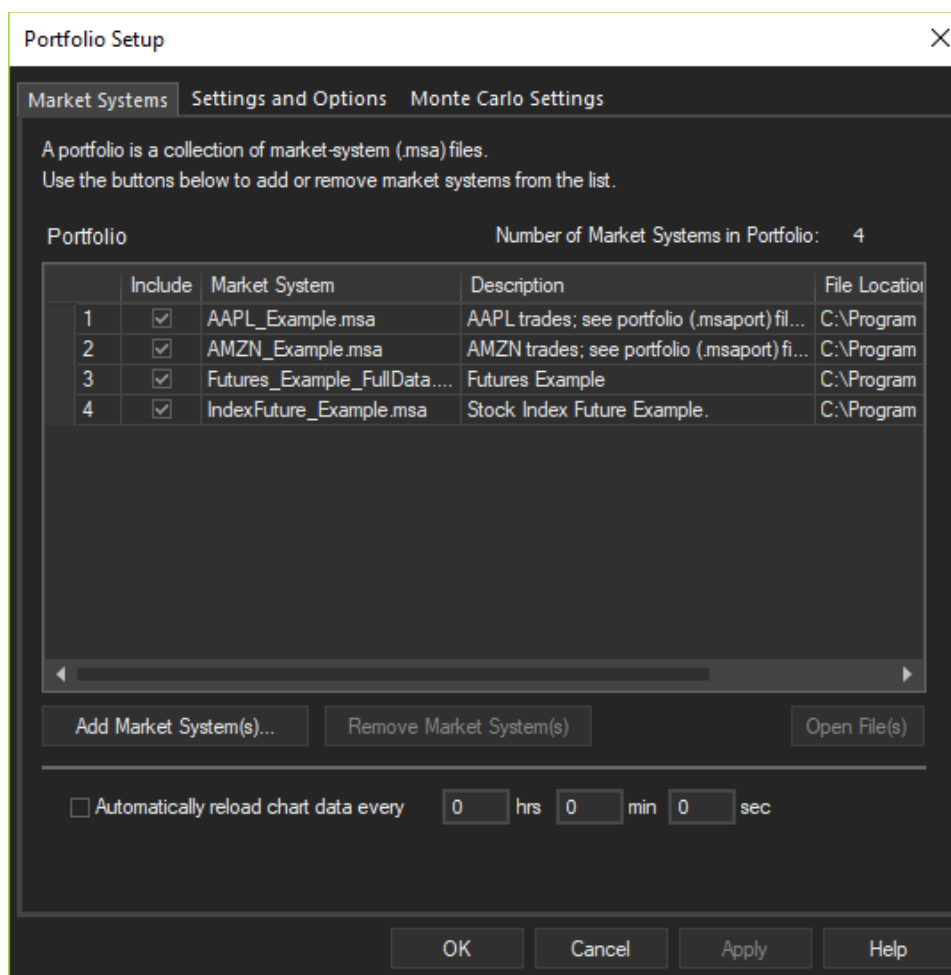 Portfolio Setup
Market Systems Settings and Options Monte Carlo Settings
A portfolio is a collection of market-system (.msa) files.
Use the buttons below to add or remove market systems from the list.
Portfolio Number of Market Systems in Portfolio: 4
Include Market System Description File Location
1 AAPL_Example.msa AAPL trades; see portfolio (.msaport) fil... C:\Program
2 AMZN_Example.msa AMZN trades; see portfolio (.msaport) fi... C:\Program
3 Futures_Example_FullData.... Futures Example C:\Program
4 IndexFuture_Example.msa Stock Index Future Example. C:\Program
Add Market System(s)... Remove Market System(s) Open File(s)
Automatically reload chart data every 0 hrs 0 min 0 sec
OK Cancel Apply Help